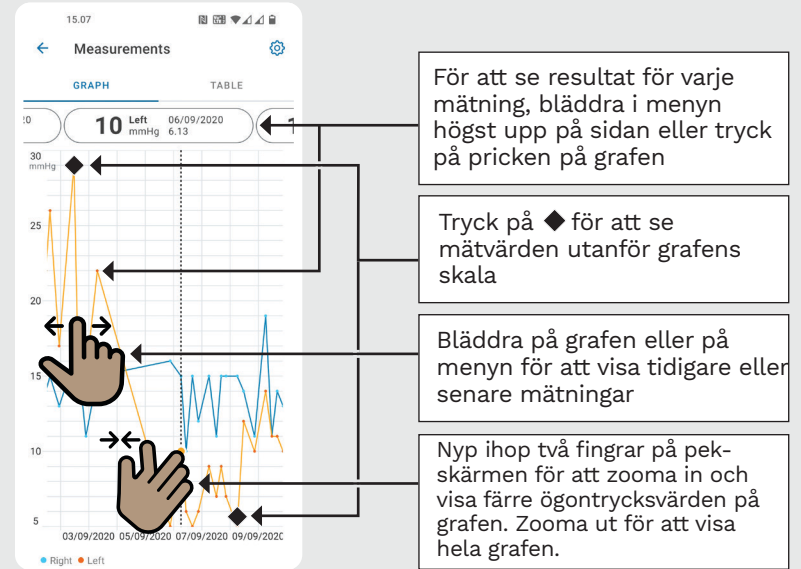 15.07
Measurements
GRAPH TABLE
10 Left mmHg 06/09/2020 6.13
30
mmHg
25
20
15
10
5
03/09/2020 05/09/2020 07/09/2020 09/09/2020
Right Left
För att se resultat för varje
mätning, bläddra i menyn
högst upp på sidan eller tryck
på pricken på grafen
Tryck på ◆ för att se
mätvärden utanför grafens
skala
Bläddra på grafen eller på
menyn för att visa tidigare eller
senare mätningar
Nyp ihop två fingrar på pek-
skärmen för att zooma in och
visa färre ögontrycksvärden på
grafen. Zooma ut för att visa
hela grafen.